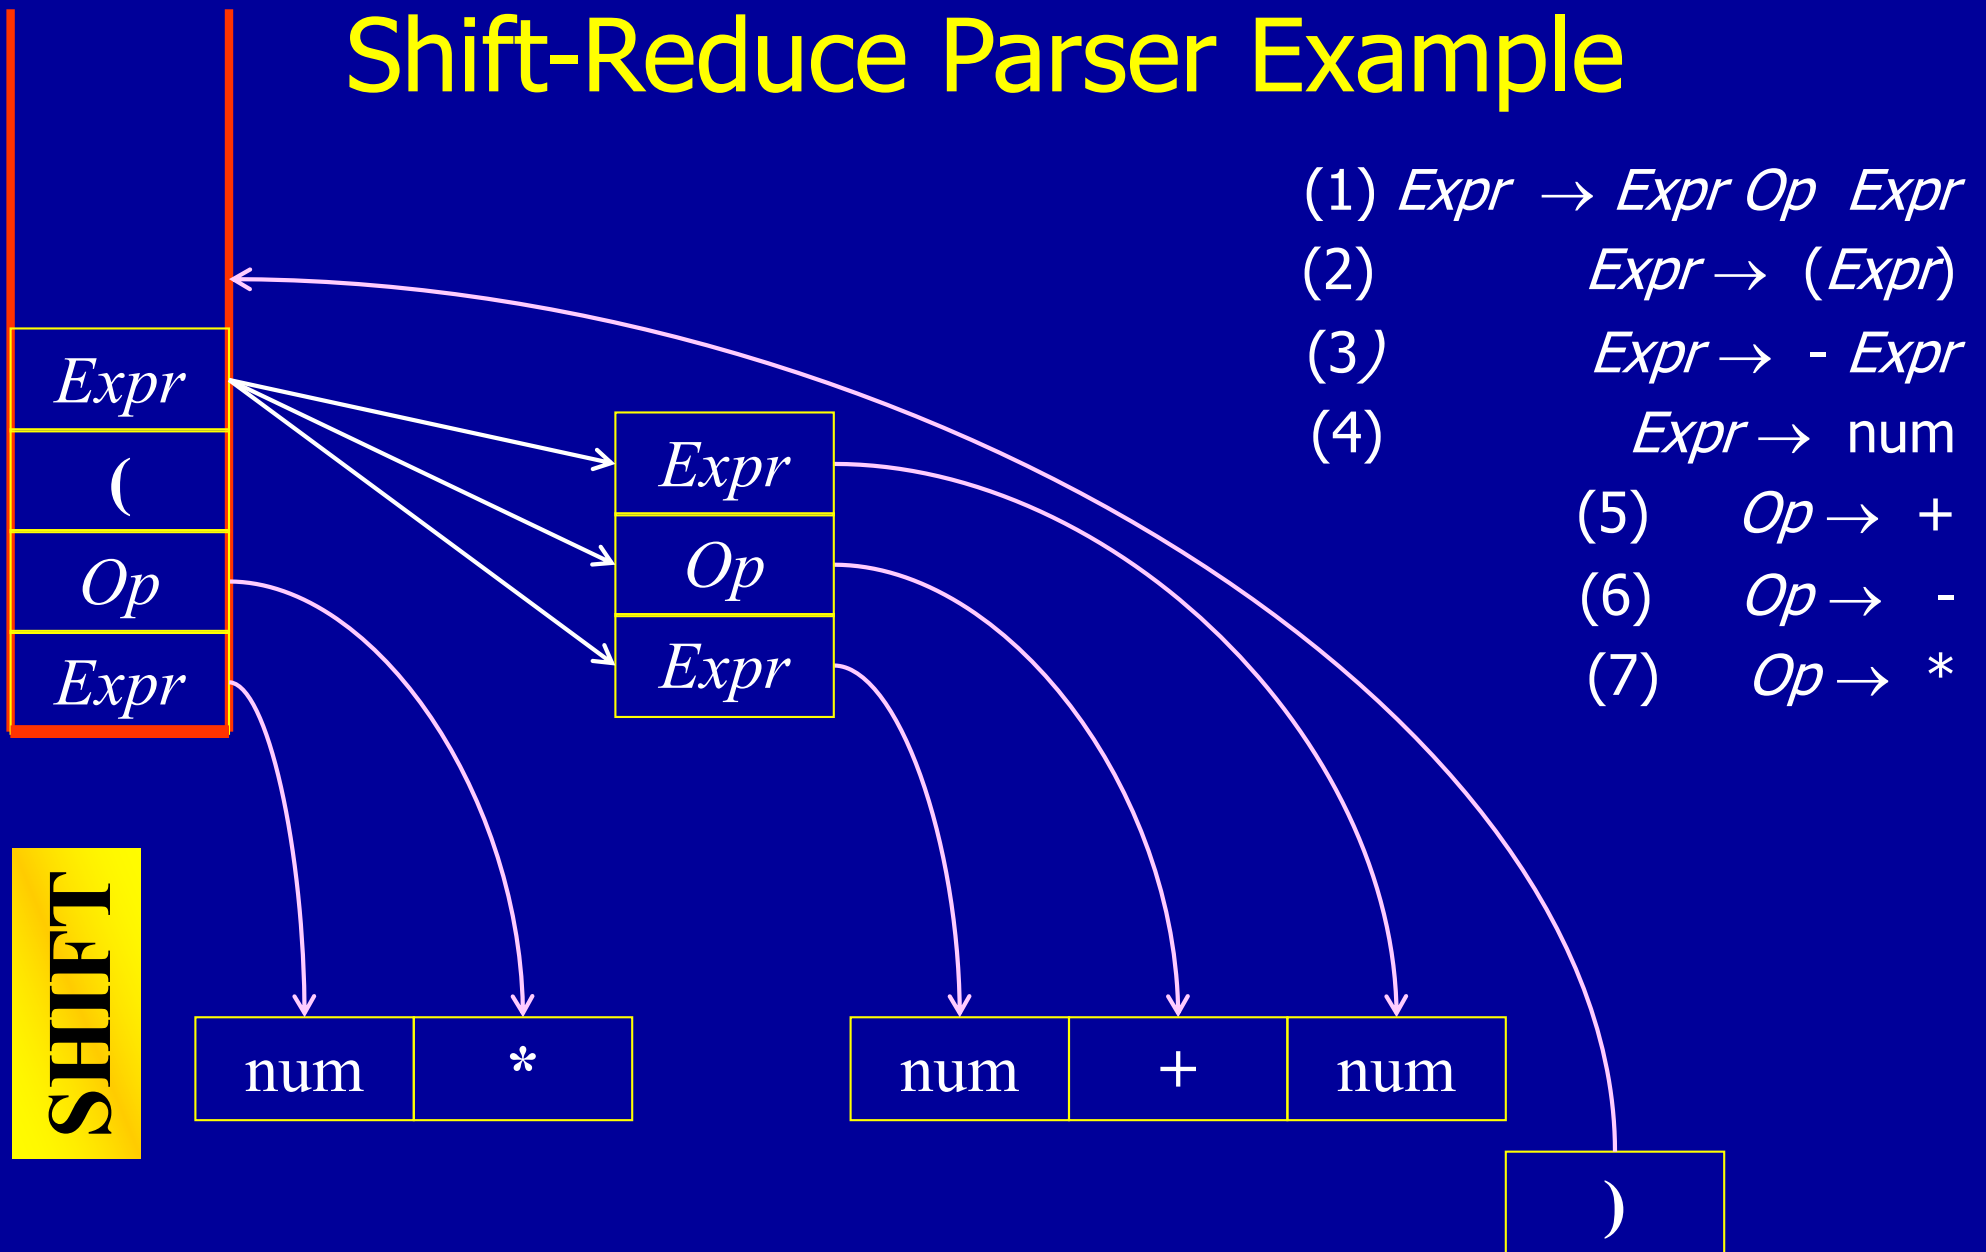 Shift-Reduce Parser Example
(1) Expr → Expr Op Expr
(2) Expr → (Expr)
(3) Expr → - Expr
(4) Expr → num
(5) Op → +
(6) Op → -
(7) Op → *
Expr
(
Op
Expr
Expr
Op
Expr
SHIFT
num *
num + num
)